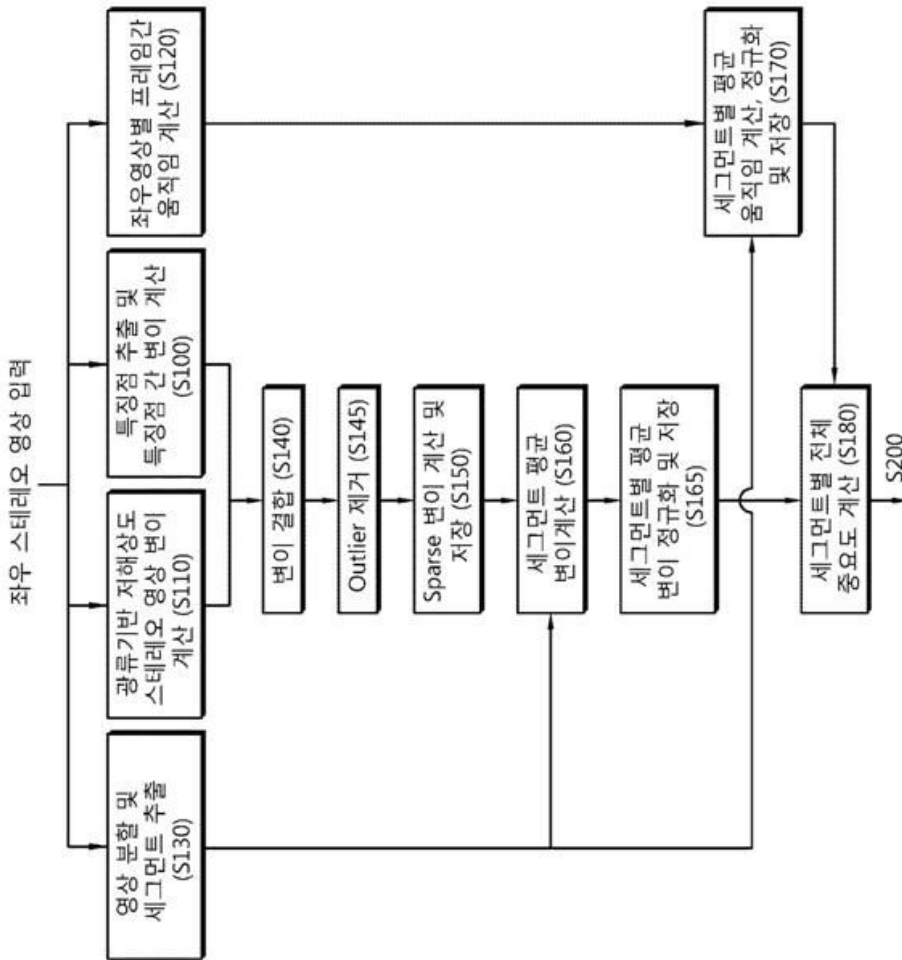 좌우 스테레오 영상 입력
영상 분할 및
세그먼트 추출
(S130)
광류기반 저해상도
스테레오 영상 변이
계산 (S110)
특징점 추출 및
특징점 간 변이 계산
(S100)
좌우영상별 프레임간
움직임 계산 (S120)
변이 결합 (S140)
Outlier 제거 (S145)
Sparse 변이 계산 및
저장 (S150)
세그먼트 평균
변이계산 (S160)
세그먼트별 평균
변이 정규화 및 저장
(S165)
세그먼트별 평균
움직임 계산, 정규화
및 저장 (S170)
세그먼트별 전체
중요도 계산 (S180)
S200